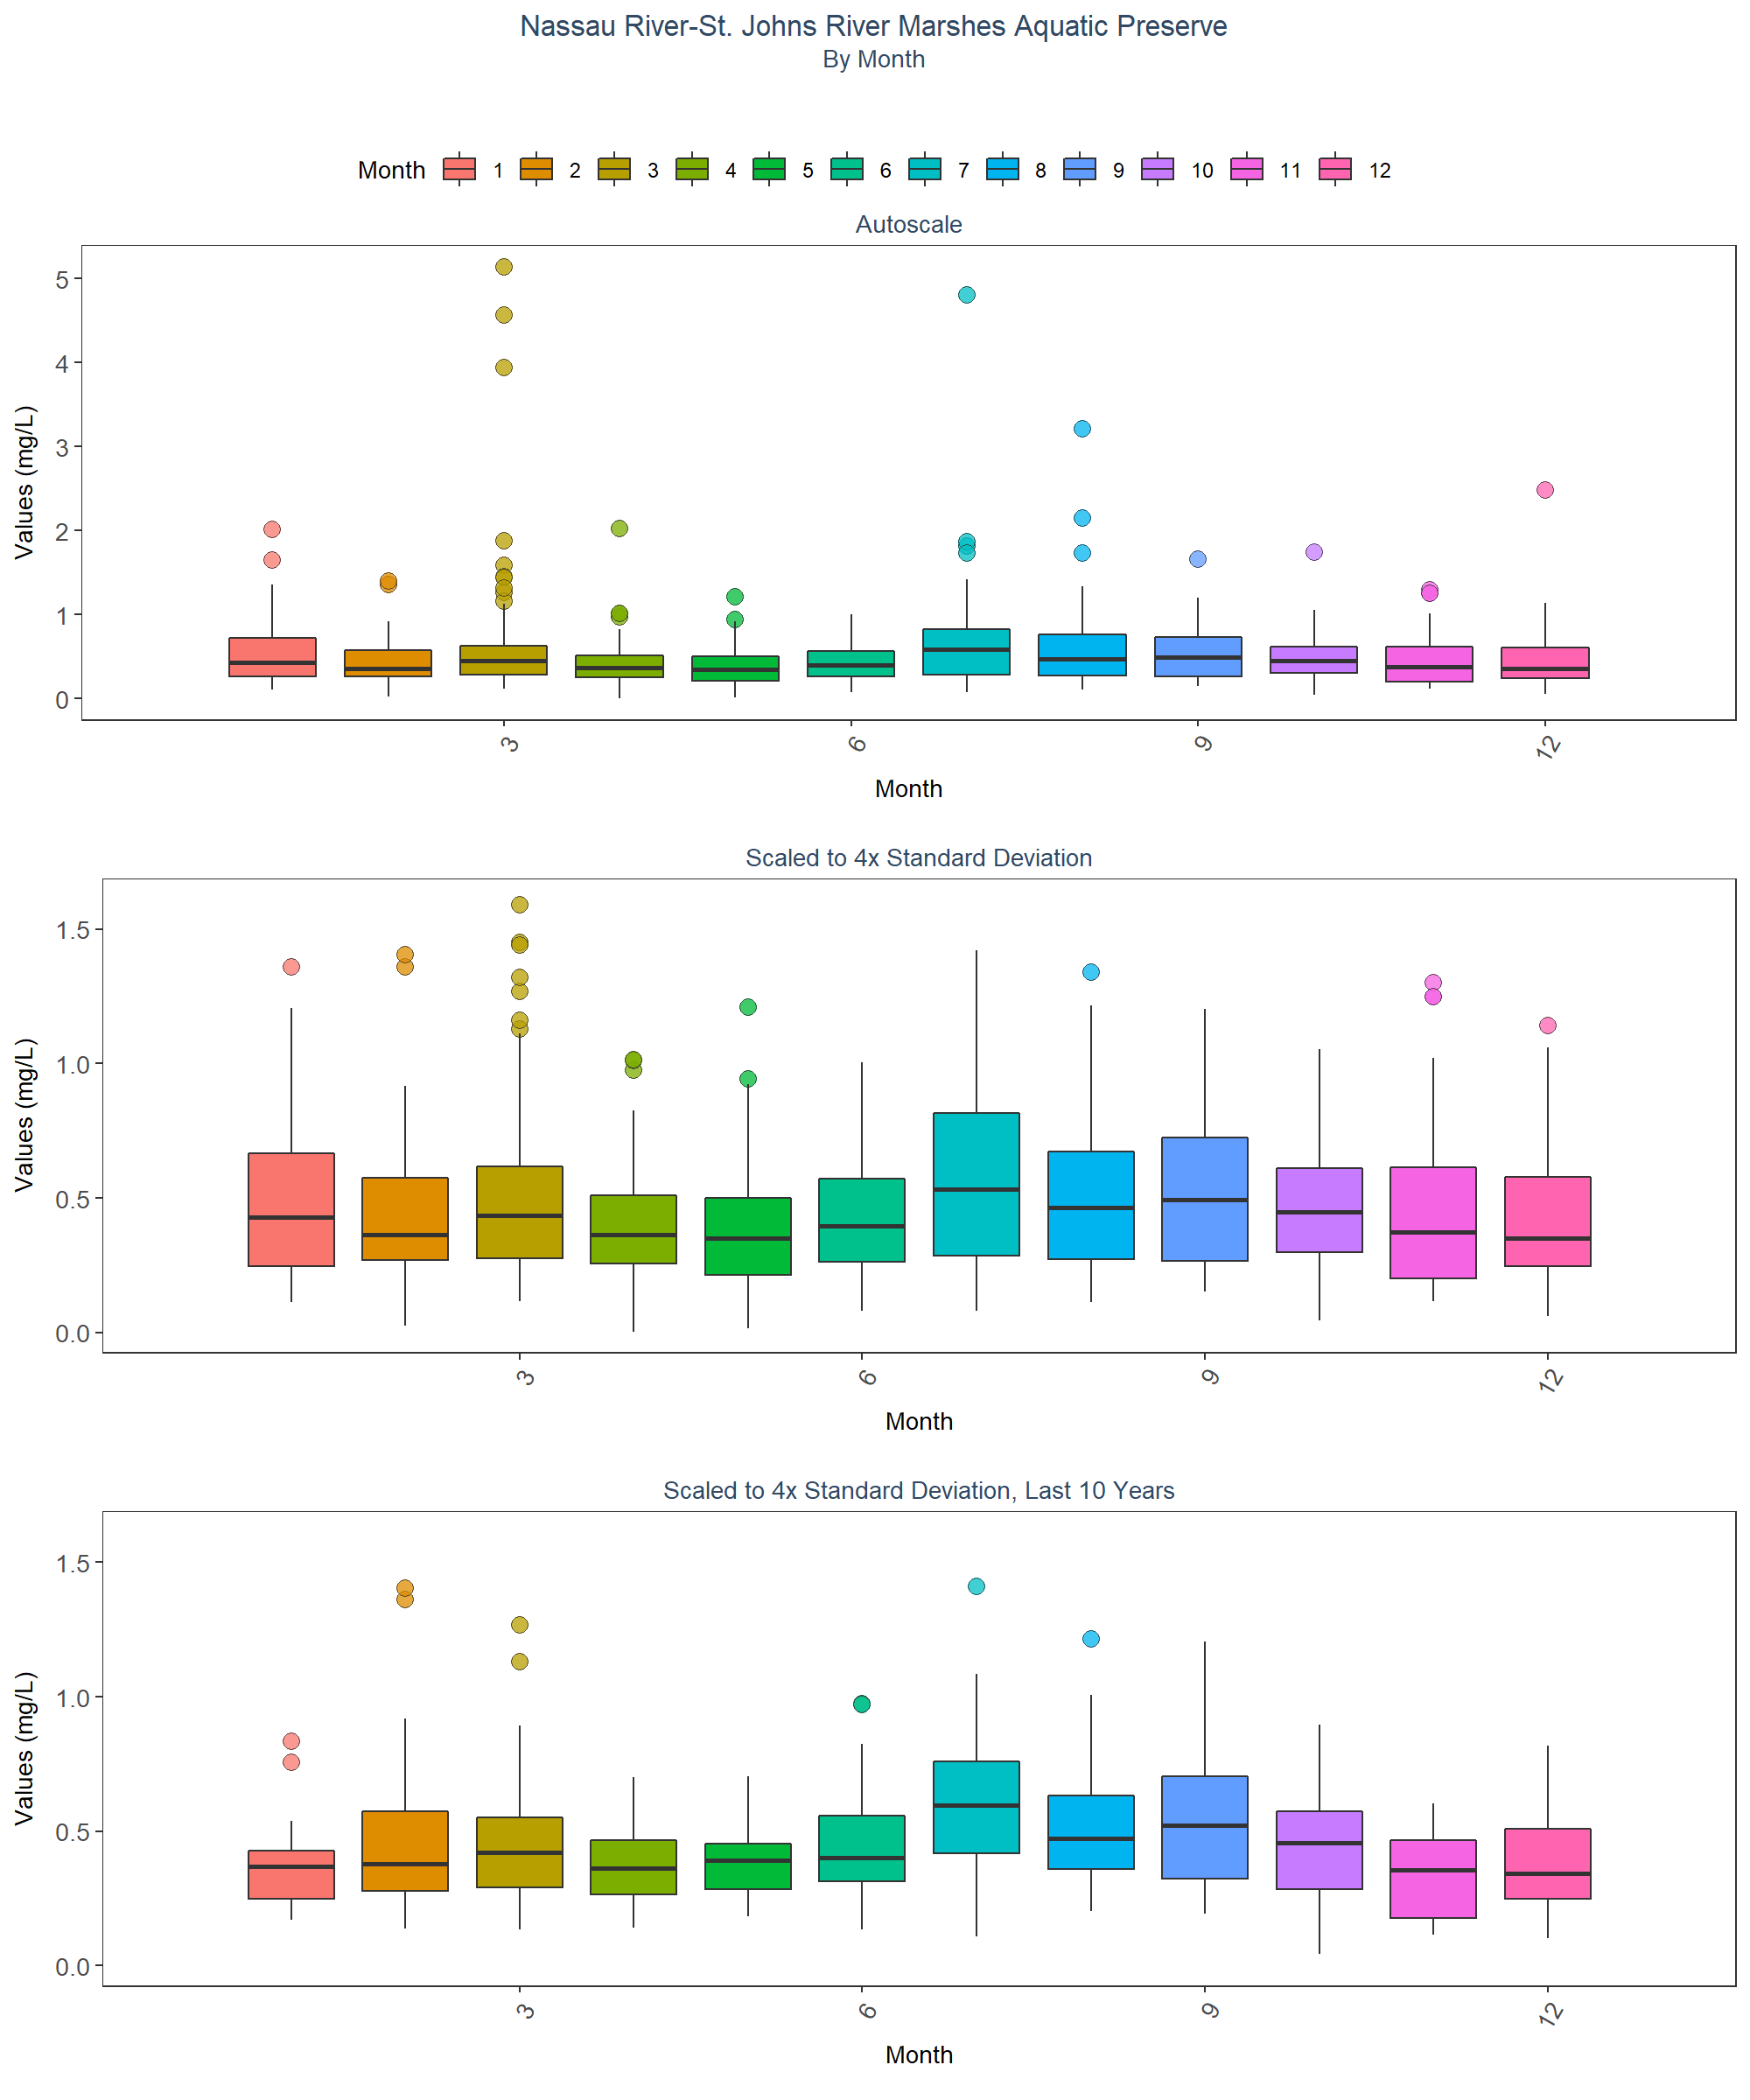 Nassau River-St. Johns River Marshes Aquatic Preserve
By Month
Month 1 2 3 4 5 6 7 8 9 10 11 12
Autoscale
5
4
3
2
1
0
Values (mg/L)
3 6 9 12
Month
Scaled to 4x Standard Deviation
1.5
1.0
0.5
0.0
Values (mg/L)
3 6 9 12
Month
Scaled to 4x Standard Deviation, Last 10 Years
1.5
1.0
0.5
0.0
Values (mg/L)
3 6 9 12
Month